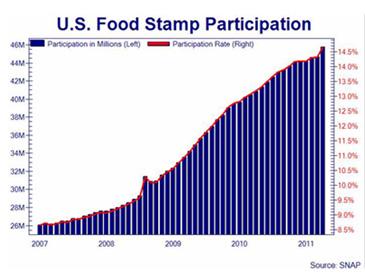 U.S. Food Stamp Participation
Participation in Millions (Left) Participation Rate (Right)
46M
44M
42M
40M
38M
36M
34M
32M
30M
28M
26M
14.5%
14.0%
13.5%
13.0%
12.5%
12.0%
11.5%
11.0%
10.5%
10.0%
9.5%
9.0%
8.5%
2007 2008 2009 2010 2011
Source: SNAP